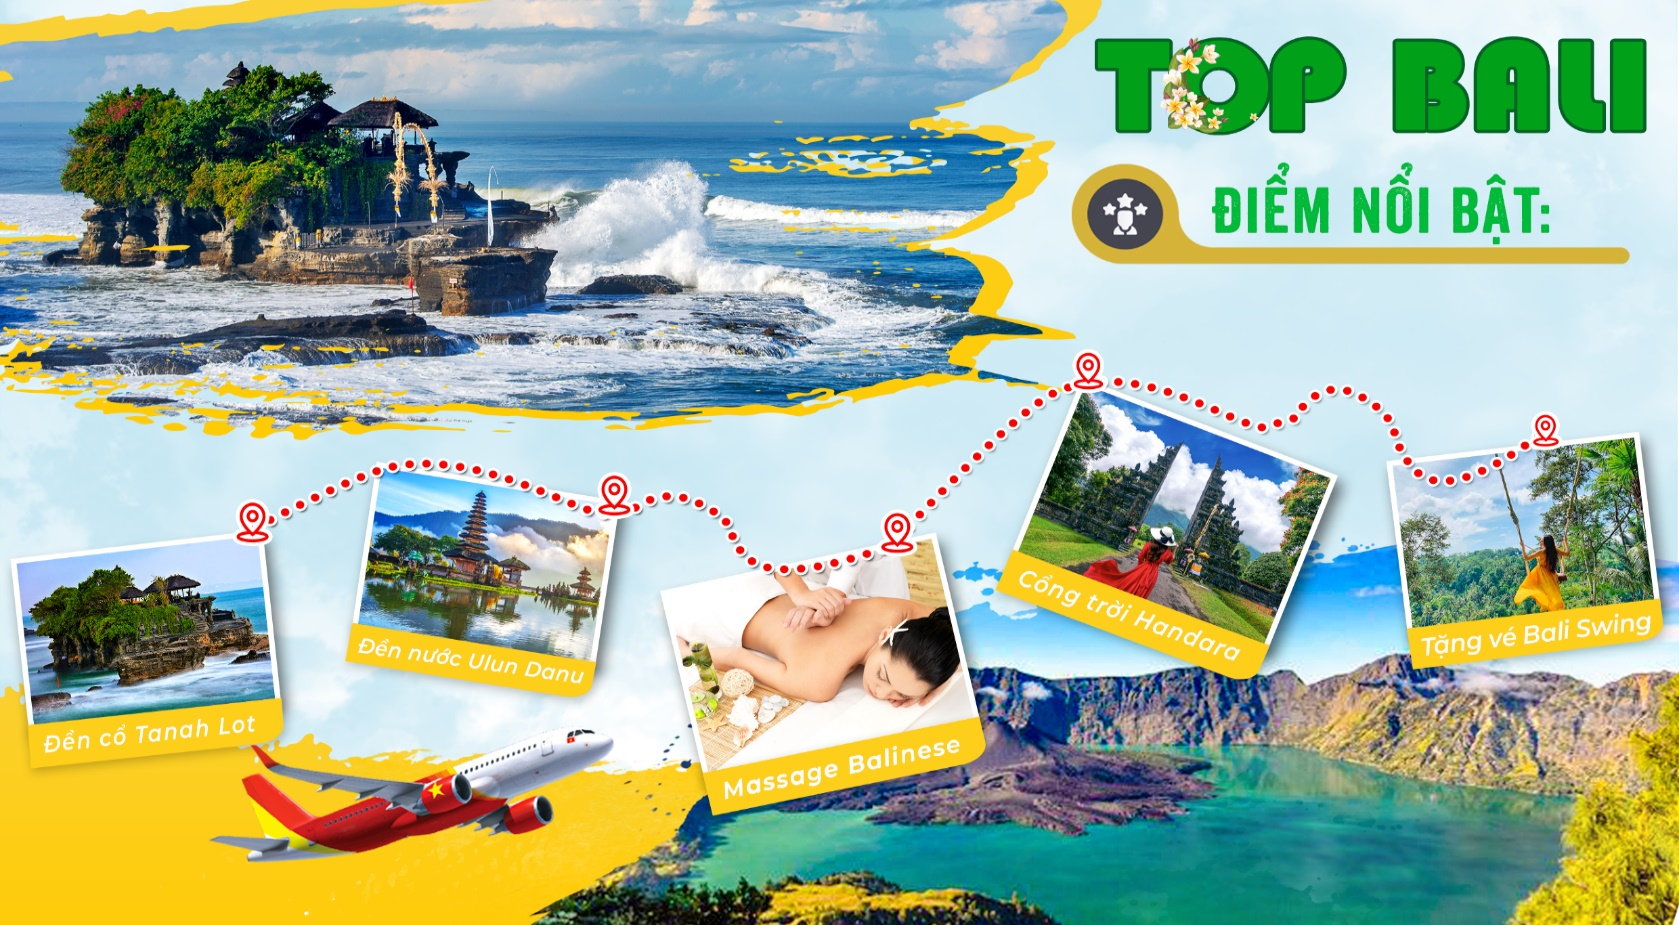 TOP BALI
ĐIỂM NỔI BẬT:
Đền cổ Tanah Lot
Đền nước Ulun Danu
Massage Balinese
Cổng trời Handara
Tặng vé Bali Swing